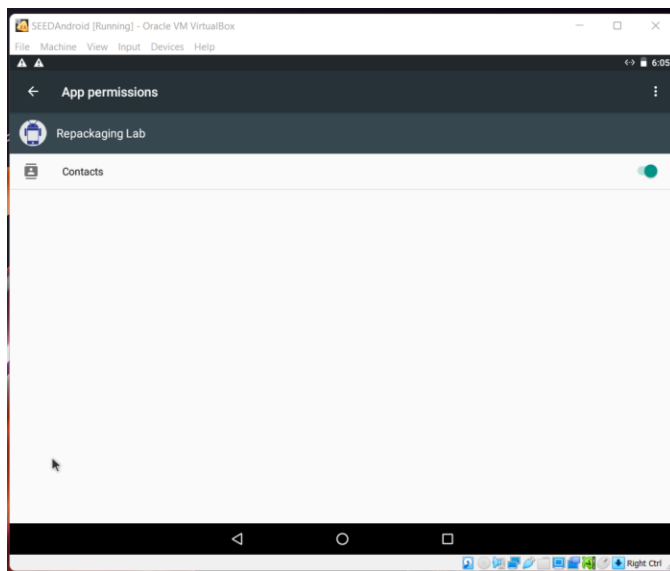 SEEDAndroid [Running] - Oracle VM VirtualBox
File Machine View Input Devices Help
6:05
App permissions
Repackaging Lab
Contacts
Right Ctrl